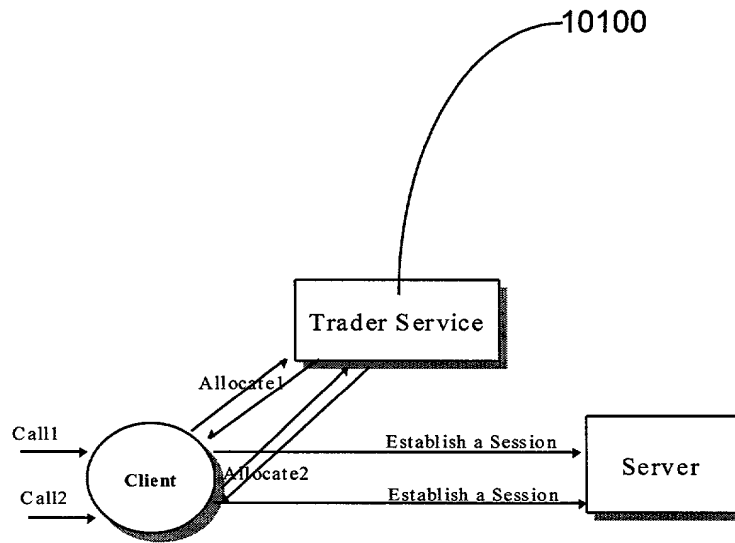 10100
Trader Service
Allocate1
Call1
Establish a Session
Client
Allocate2
Server
Call2
Establish a Session